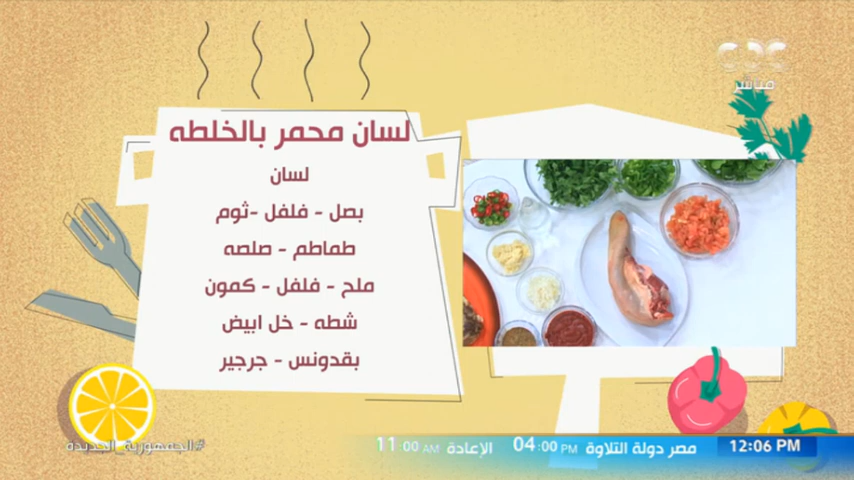 CBC
مباشر
لسان محمر بالخلطه
لسان
بصل - فلفل -ثوم
طماطم - صلصه
ملح - فلفل - كمون
شطه - خل ابيض
بقدونس - جرجير
#الجمهورية_الجديدة
12:06 PM مصر دولة التلاوة 04:00 PM الإعادة 11:00 AM